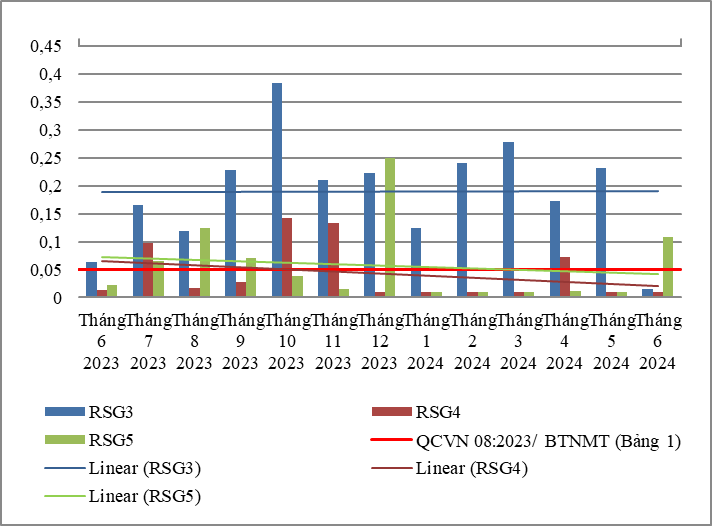 0,45
0,4
0,35
0,3
0,25
0,2
0,15
0,1
0,05
0
Tháng Tháng Tháng Tháng Tháng Tháng Tháng Tháng Tháng Tháng Tháng Tháng Tháng
6 7 8 9 10 11 12 1 2 3 4 5 6
2023 2023 2023 2023 2023 2023 2023 2024 2024 2024 2024 2024 2024
RSG3 RSG4
RSG5 QCVN 08:2023/ BTNMT (Bảng 1)
Linear (RSG3) Linear (RSG4)
Linear (RSG5)